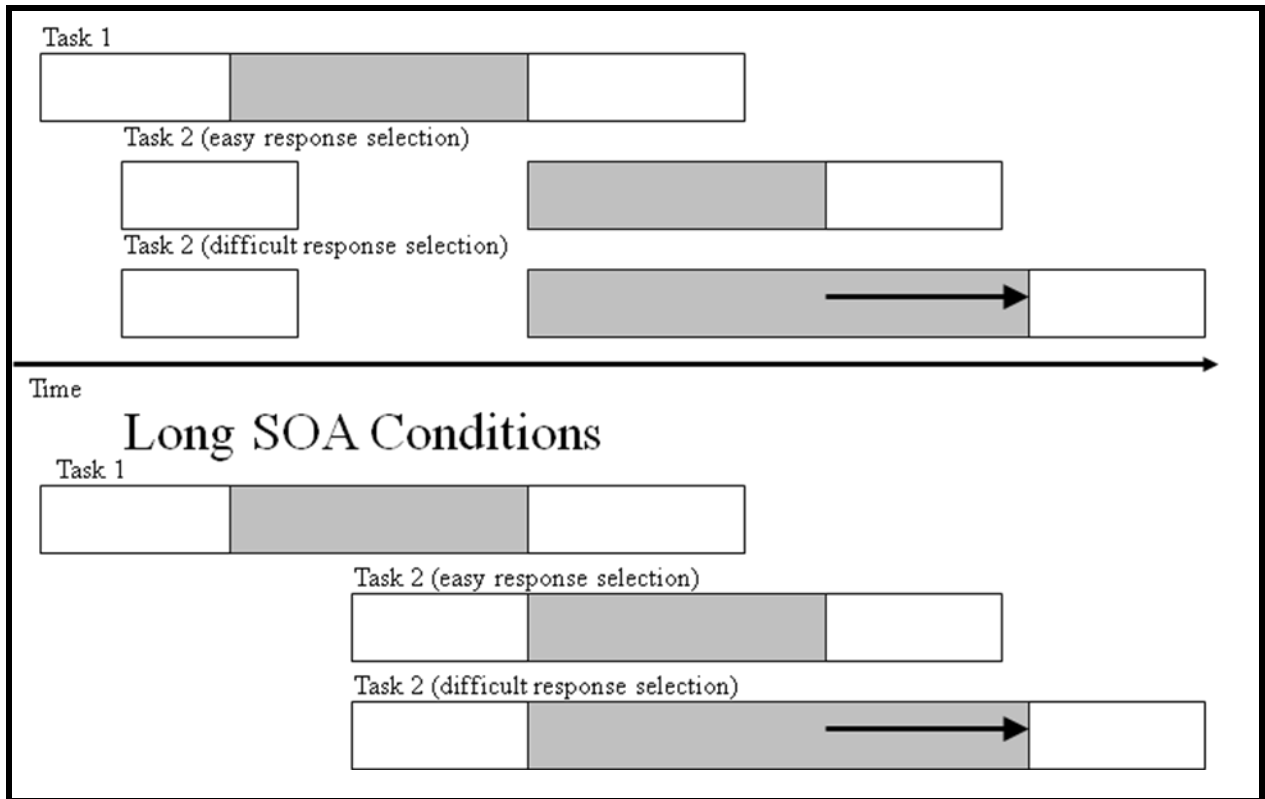 Task 1
Task 2 (easy response selection)
Task 2 (difficult response selection)
Time
Long SOA Conditions
Task 1
Task 2 (easy response selection)
Task 2 (difficult response selection)